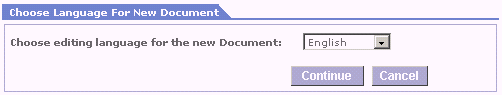 Choose Language For New Document
Choose editing language for the new Document: English
Continue Cancel